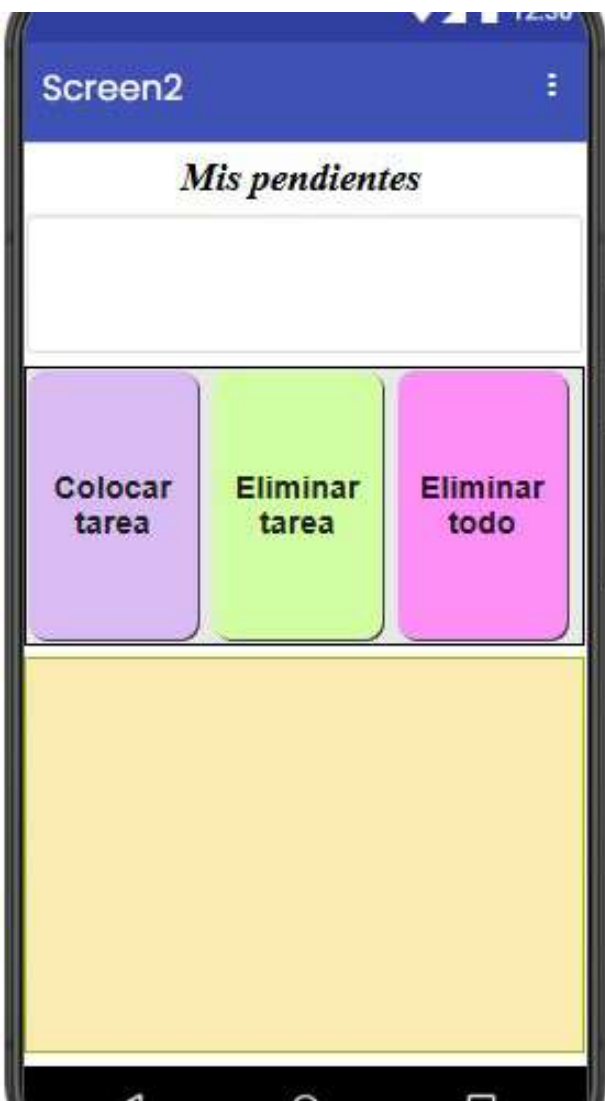 Screen2
Mis pendientes
Colocar
tarea
Eliminar
tarea
Eliminar
todo